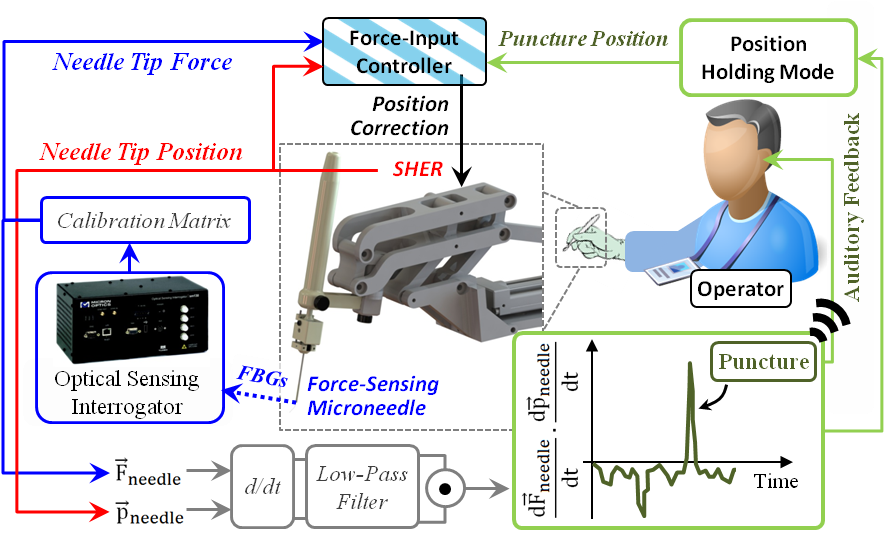 Force-Input
Controller
Puncture Position
Position
Holding Mode
Needle Tip Force
Position
Correction
Needle Tip Position
SHER
Auditory Feedback
Calibration Matrix
Operator
MICRON
OPTICS
FBGs
Force-Sensing
Microneedle
Optical Sensing
Interrogator
Puncture
dF⃗needle/dt · dp⃗needle/dt
Time
F⃗needle
p⃗needle
d/dt
Low-Pass
Filter